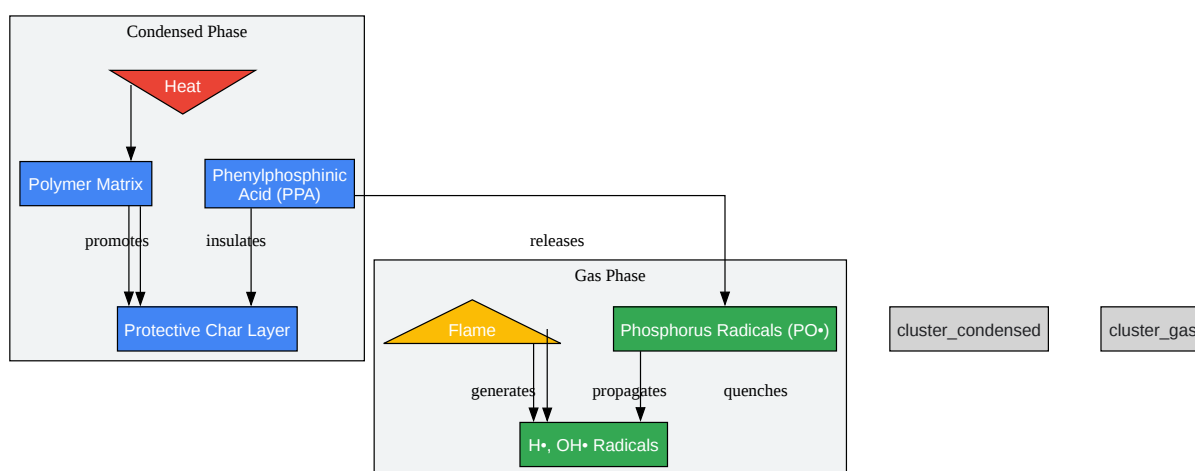 Condensed Phase
Heat
Polymer Matrix
Phenylphosphinic
Acid (PPA)
promotes
insulates
releases
Protective Char Layer
Gas Phase
Flame
Phosphorus Radicals (PO•)
cluster_condensed
cluster_gas
generates
propagates
quenches
H•, OH• Radicals